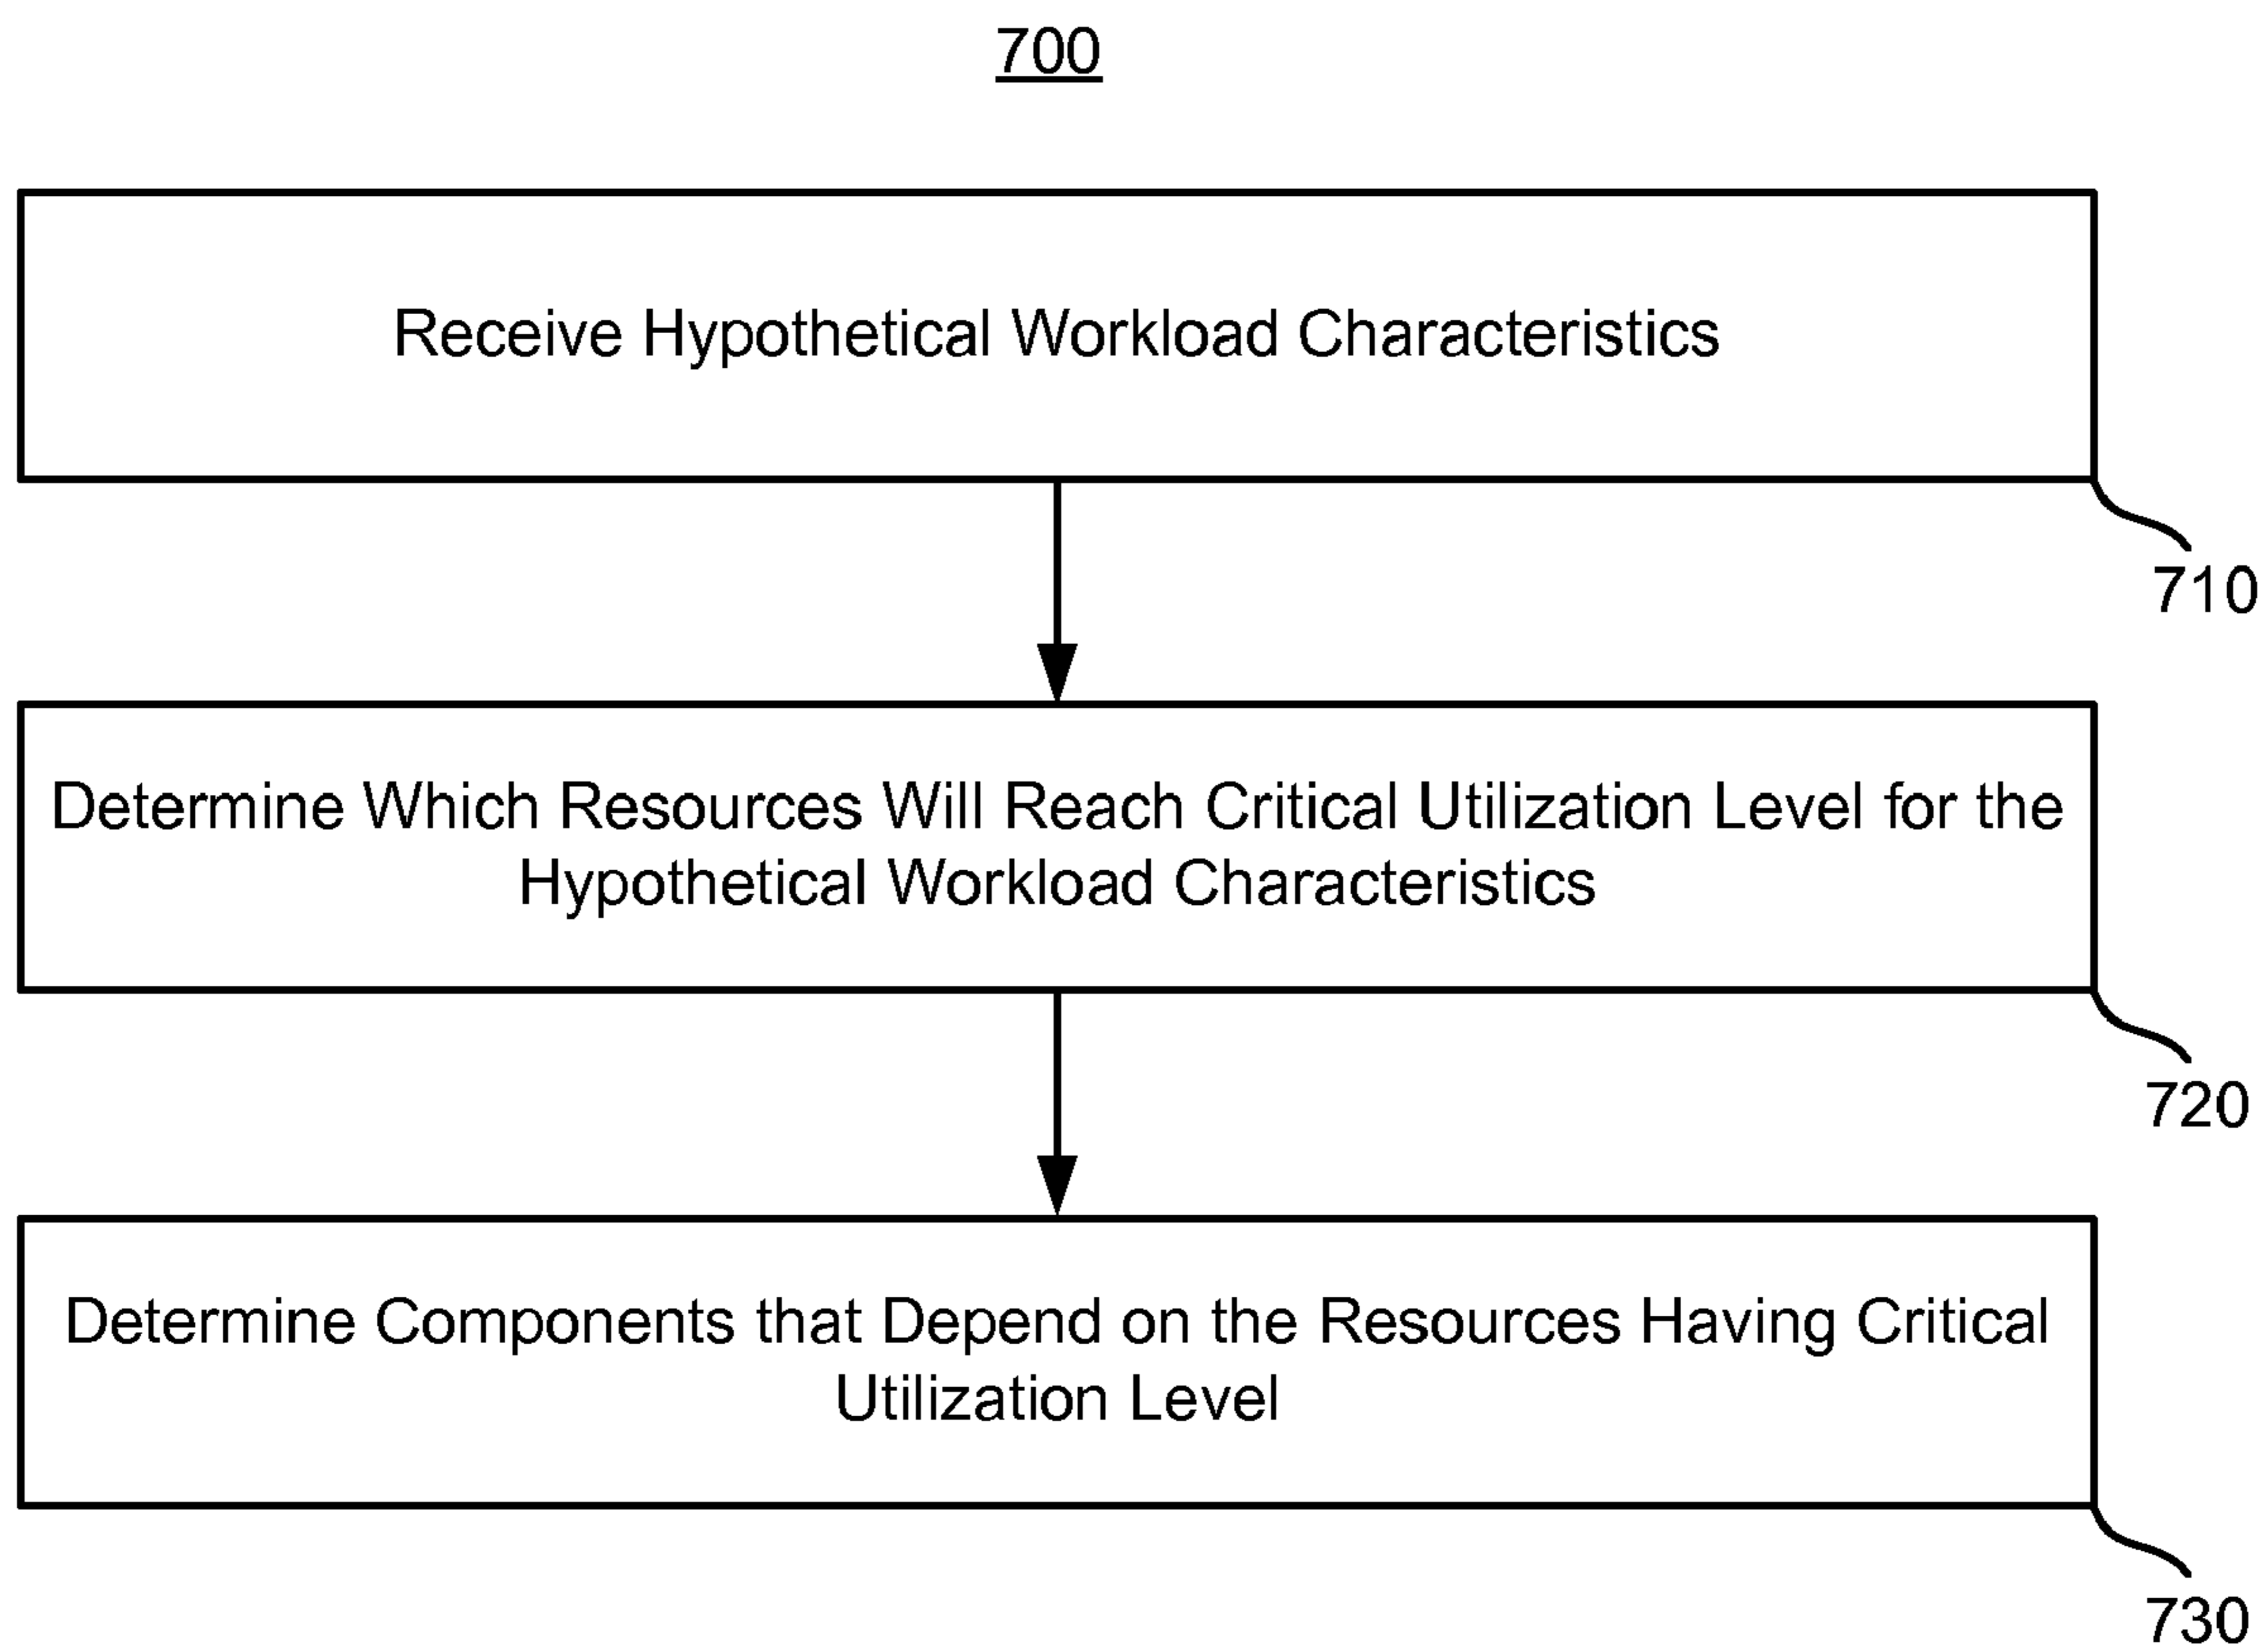 700
Receive Hypothetical Workload Characteristics
710
Determine Which Resources Will Reach Critical Utilization Level for the
Hypothetical Workload Characteristics
720
Determine Components that Depend on the Resources Having Critical
Utilization Level
730